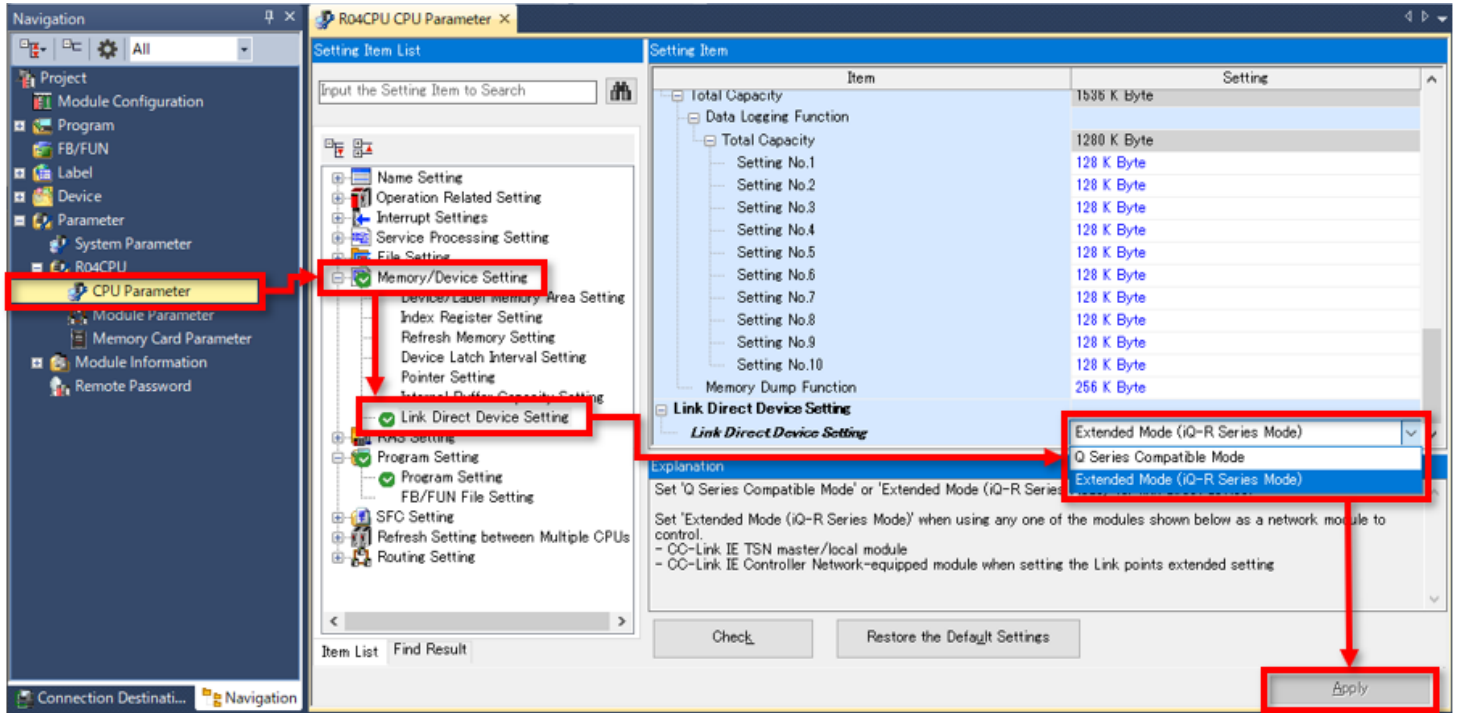 Navigation
All
Project
Module Configuration
Program
FB/FUN
Label
Device
Parameter
System Parameter
R04CPU
CPU Parameter
Module Parameter
Memory Card Parameter
Module Information
Remote Password
Connection Destinati...
Navigation
R04CPU CPU Parameter
Setting Item List
Input the Setting Item to Search
Name Setting
Operation Related Setting
Interrupt Settings
Service Processing Setting
File Setting
Memory/Device Setting
Device/Label Memory Area Setting
Index Register Setting
Refresh Memory Setting
Device Latch Interval Setting
Pointer Setting
Internal Buffer Capacity Setting
Link Direct Device Setting
RAS Setting
Program Setting
Program Setting
FB/FUN File Setting
SFC Setting
Refresh Setting between Multiple CPUs
Routing Setting
Item List
Find Result
Setting Item
Item Setting
Total Capacity 1536 K Byte
Data Logging Function
Total Capacity 1280 K Byte
Setting No.1 128 K Byte
Setting No.2 128 K Byte
Setting No.3 128 K Byte
Setting No.4 128 K Byte
Setting No.5 128 K Byte
Setting No.6 128 K Byte
Setting No.7 128 K Byte
Setting No.8 128 K Byte
Setting No.9 128 K Byte
Setting No.10 128 K Byte
Memory Dump Function 256 K Byte
Link Direct Device Setting
Link Direct Device Setting Extended Mode (iQ-R Series Mode)
Q Series Compatible Mode
Extended Mode (iQ-R Series Mode)
Explanation
Set 'Q Series Compatible Mode' or 'Extended Mode (iQ-R Series
Set 'Extended Mode (iQ-R Series Mode)' when using any one of the modules shown below as a network module to
control.
- CC-Link IE TSN master/local module
- CC-Link IE Controller Network-equipped module when setting the Link points extended setting
Check
Restore the Default Settings
Apply